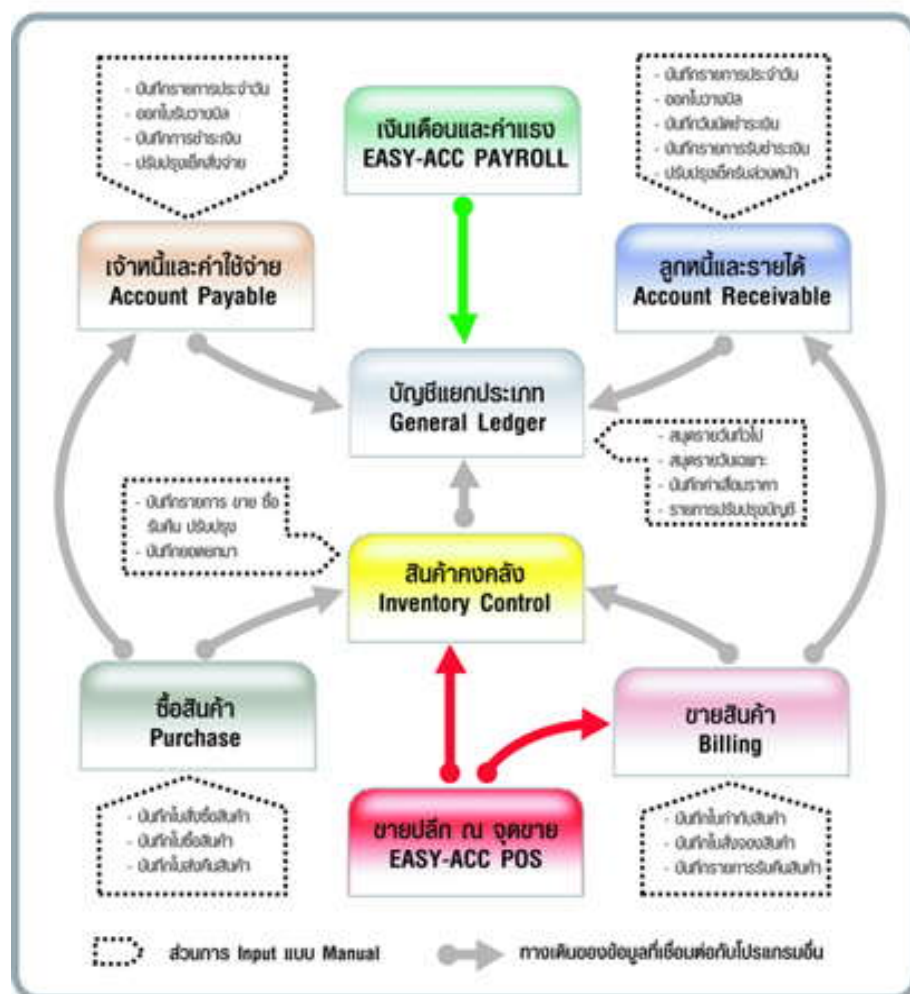 - บันทึกรายการประจำวัน
- ออกใบรับวางบิล
- บันทึกการชำระเงิน
- ปรับปรุงเช็คสั่งจ่าย
เงินเดือนและค่าแรง
EASY-ACC PAYROLL
- บันทึกรายการประจำวัน
- ออกใบวางบิล
- บันทึกวันนัดชำระเงิน
- บันทึกรายการรับชำระเงิน
- ปรับปรุงเช็ครับล่วงหน้า
เจ้าหนี้และค่าใช้จ่าย
Account Payable
ลูกหนี้และรายได้
Account Receivable
บัญชีแยกประเภท
General Ledger
- สมุดรายวันทั่วไป
- สมุดรายวันเฉพาะ
- บันทึกค่าเสื่อมราคา
- รายการปรับปรุงบัญชี
- บันทึกรายการ ขาย ซื้อ
รับคืน ปรับปรุง
- บันทึกยอดยกมา
สินค้าคงคลัง
Inventory Control
ซื้อสินค้า
Purchase
ขายสินค้า
Billing
- บันทึกใบสั่งซื้อสินค้า
- บันทึกใบซื้อสินค้า
- บันทึกใบส่งคืนสินค้า
ขายปลีก ณ จุดขาย
EASY-ACC POS
- บันทึกใบกำกับสินค้า
- บันทึกใบสั่งจองสินค้า
- บันทึกรายการรับคืนสินค้า
ส่วนการ Input แบบ Manual
ทางเดินของข้อมูลที่เชื่อมต่อกับโปรแกรมอื่น